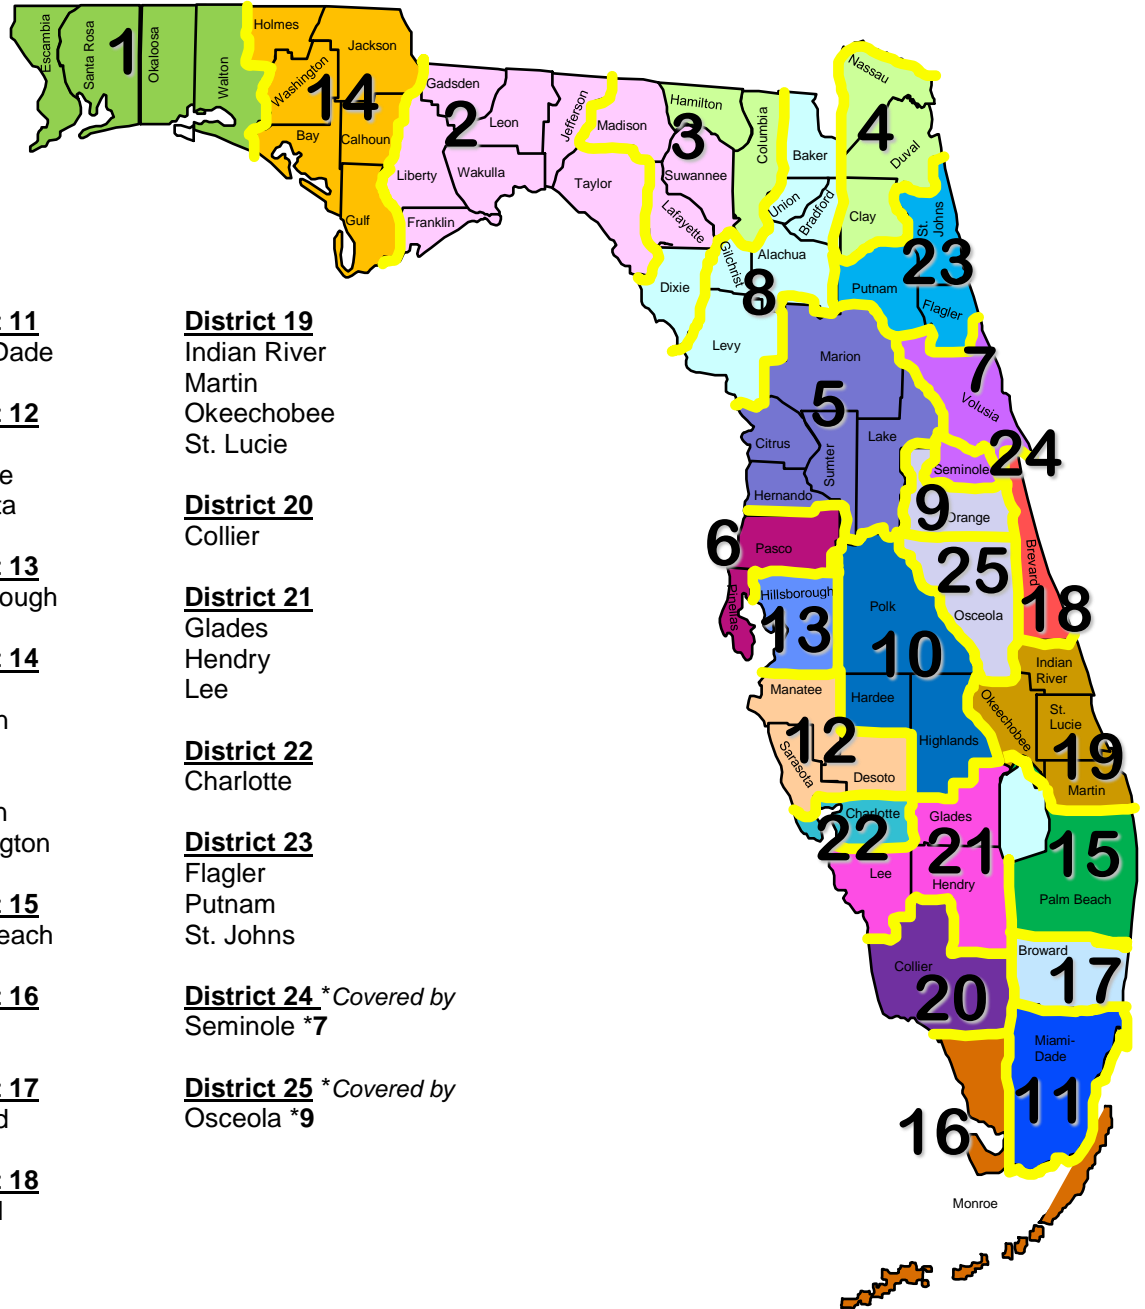 Escambia
Santa Rosa
Okaloosa
Walton
1
Holmes
Jackson
Washington
14
Bay
Calhoun
Gulf
Gadsden
2
Leon
Jefferson
Liberty
Wakulla
Franklin
Madison
Taylor
Hamilton
3
Suwannee
Lafayette
Columbia
Baker
Union
Bradford
Nassau
4
Duval
Clay
St.
Johns
23
Putnam
Flagler
Gilchrist
Alachua
8
Dixie
Levy
Marion
5
Citrus
Sumter
Lake
Hernando
7
Volusia
24
Seminole
9
Orange
25
Osceola
Brevard
18
6
Pasco
Pinellas
Hillsborough
13
Polk
10
Hardee
Highlands
Manatee
12
Sarasota
Desoto
Indian
River
Okeechobee
St.
Lucie
19
Martin
Charlotte
22
Glades
21
Lee
Hendry
15
Palm Beach
Collier
20
Broward
17
Miami-
Dade
11
16
Monroe
t 11
Dade
t 12
e
ta
t 13
ough
t 14
n
n
gton
t 15
each
t 16
t 17
d
t 18
l
District 19
Indian River
Martin
Okeechobee
St. Lucie
District 20
Collier
District 21
Glades
Hendry
Lee
District 22
Charlotte
District 23
Flagler
Putnam
St. Johns
District 24 *Covered by
Seminole *7
District 25 *Covered by
Osceola *9